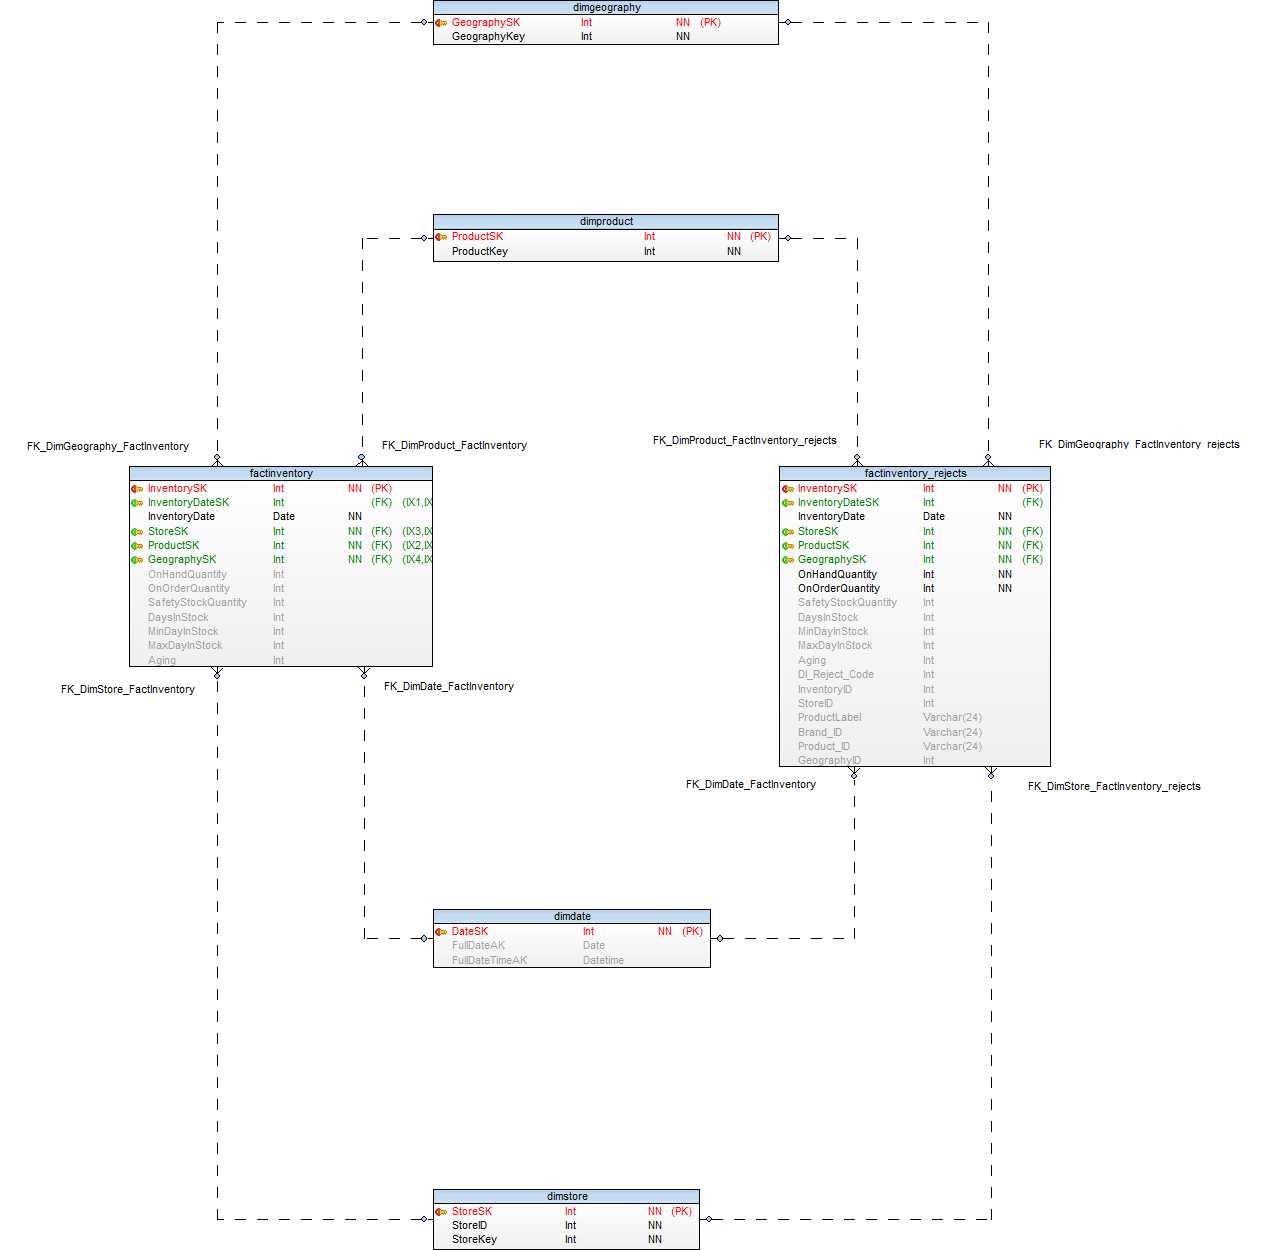 dimgeography
GeographySK Int NN (PK)
GeographyKey Int NN
dimproduct
ProductSK Int NN (PK)
ProductKey Int NN
FK_DimGeography_FactInventory
FK_DimProduct_FactInventory
FK_DimProduct_FactInventory_rejects
FK_DimGeography_FactInventory_rejects
factinventory
InventorySK Int NN (PK)
InventoryDateSK Int (FK) (IX1,IX
InventoryDate Date NN
StoreSK Int NN (FK) (IX3,IX
ProductSK Int NN (FK) (IX2,IX
GeographySK Int NN (FK) (IX4,IX
OnHandQuantity Int
OnOrderQuantity Int
SafetyStockQuantity Int
DaysInStock Int
MinDayInStock Int
MaxDayInStock Int
Aging Int
factinventory_rejects
InventorySK Int NN (PK)
InventoryDateSK Int (FK)
InventoryDate Date NN
StoreSK Int NN (FK)
ProductSK Int NN (FK)
GeographySK Int NN (FK)
OnHandQuantity Int NN
OnOrderQuantity Int NN
SafetyStockQuantity Int
DaysInStock Int
MinDayInStock Int
MaxDayInStock Int
Aging Int
DI_Reject_Code Int
InventoryID Int
StoreID Int
ProductLabel Varchar(24)
Brand_ID Varchar(24)
Product_ID Varchar(24)
GeographyID Int
FK_DimStore_FactInventory
FK_DimDate_FactInventory
FK_DimDate_FactInventory
FK_DimStore_FactInventory_rejects
dimdate
DateSK Int NN (PK)
FullDateAK Date
FullDateTimeAK Datetime
dimstore
StoreSK Int NN (PK)
StoreID Int NN
StoreKey Int NN